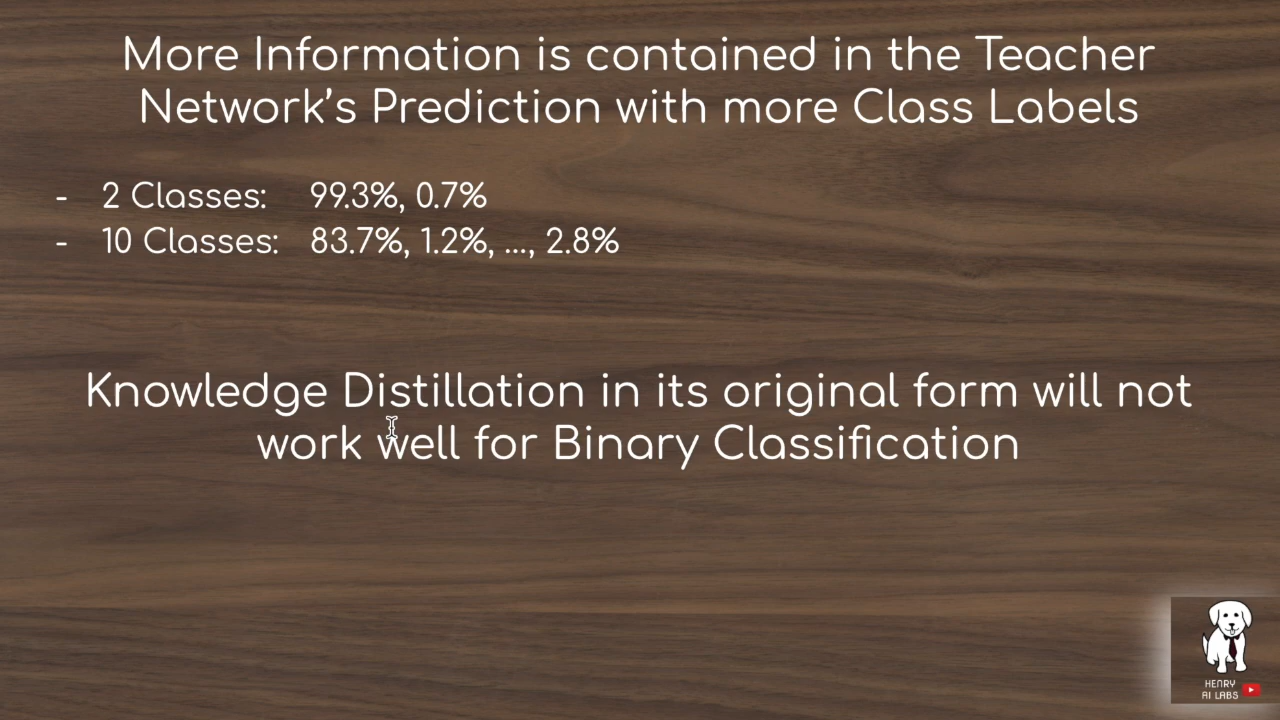 More Information is contained in the Teacher
Network’s Prediction with more Class Labels
- 2 Classes: 99.3%, 0.7%
- 10 Classes: 83.7%, 1.2%, ..., 2.8%
Knowledge Distillation in its original form will not
work well for Binary Classification
HENRY
AI LABS